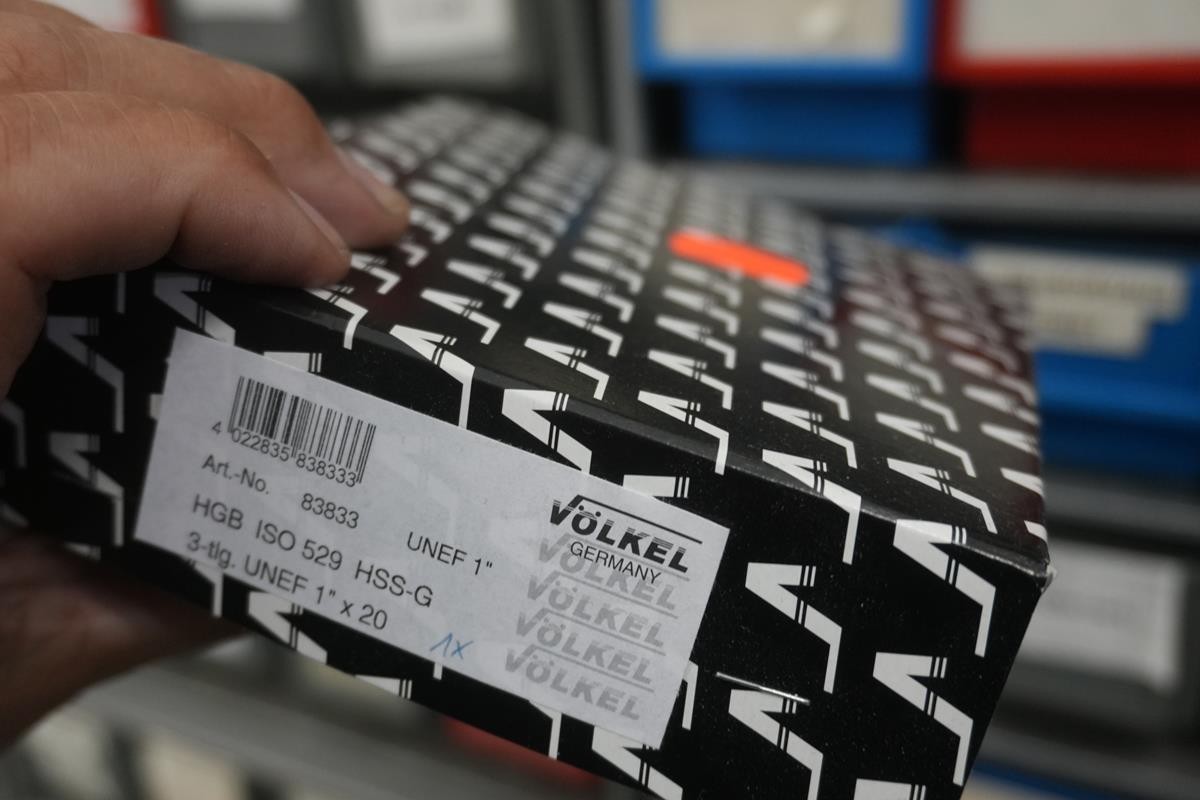 4 022835 838333
Art.-No. 83833
UNEF 1"
HGB ISO 529 HSS-G
3-tlg. UNEF 1" x 20
1x
VÖLKEL
GERMANY
VÖLKEL
VÖLKEL
VÖLKEL
VÖLKEL